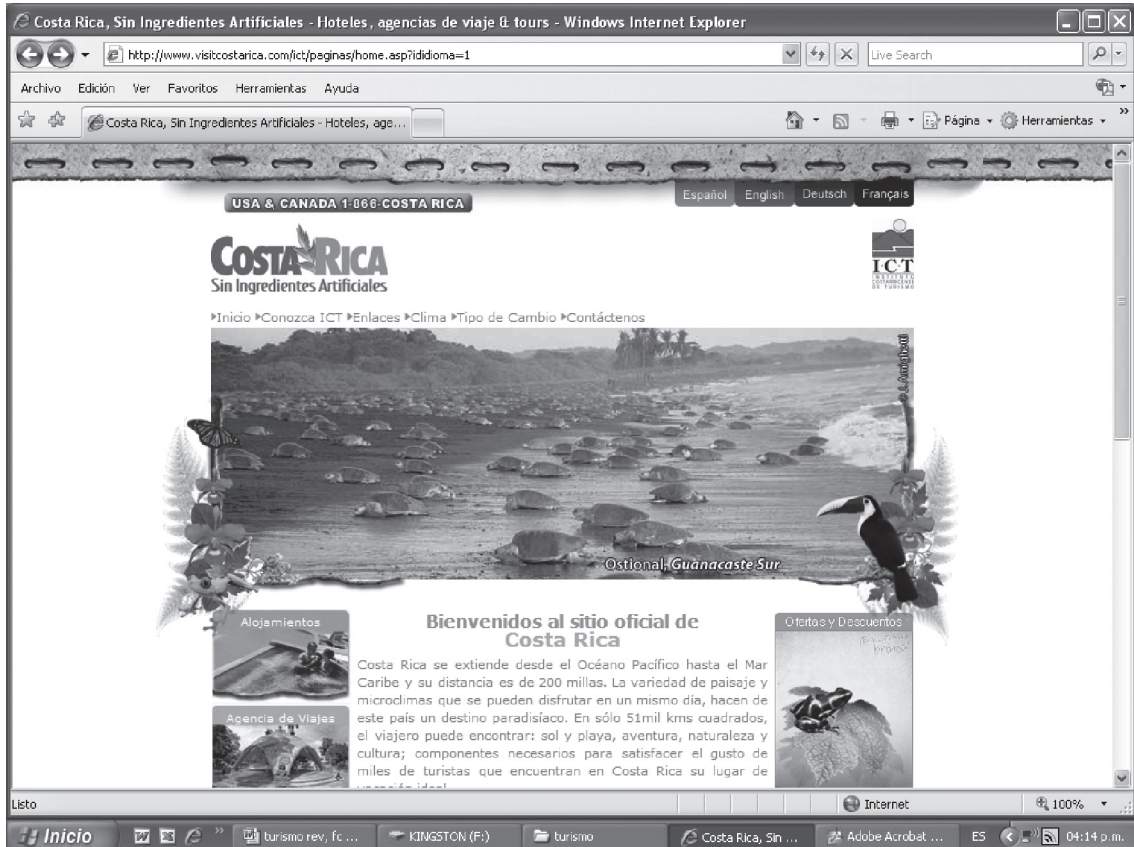 Costa Rica, Sin Ingredientes Artificiales - Hoteles, agencias de viaje & tours - Windows Internet Explorer
http://www.visitcostarica.com/ict/paginas/home.asp?ididioma=1
Live Search
Archivo Edición Ver Favoritos Herramientas Ayuda
Costa Rica, Sin Ingredientes Artificiales - Hoteles, age...
Página Herramientas
USA & CANADA 1-866-COSTA RICA
Español English Deutsch Français
COSTA RICA
Sin Ingredientes Artificiales
I·C·T
INSTITUTO
COSTARRICENSE
DE TURISMO
Inicio Conozca ICT Enlaces Clima Tipo de Cambio Contáctenos
© J. Amighetti
Ostional, Guanacaste Sur
Alojamientos
Agencia de Viajes
Bienvenidos al sitio oficial de
Costa Rica
Costa Rica se extiende desde el Océano Pacífico hasta el Mar
Caribe y su distancia es de 200 millas. La variedad de paisaje y
microclimas que se pueden disfrutar en un mismo día, hacen de
este país un destino paradisíaco. En sólo 51mil kms cuadrados,
el viajero puede encontrar: sol y playa, aventura, naturaleza y
cultura; componentes necesarios para satisfacer el gusto de
miles de turistas que encuentran en Costa Rica su lugar de
vacación ideal
Ofertas y Descuentos
Listo
Internet
100%
Inicio
turismo rev, fc ...
KINGSTON (F:)
turismo
Costa Rica, Sin ...
Adobe Acrobat ...
ES
04:14 p.m.